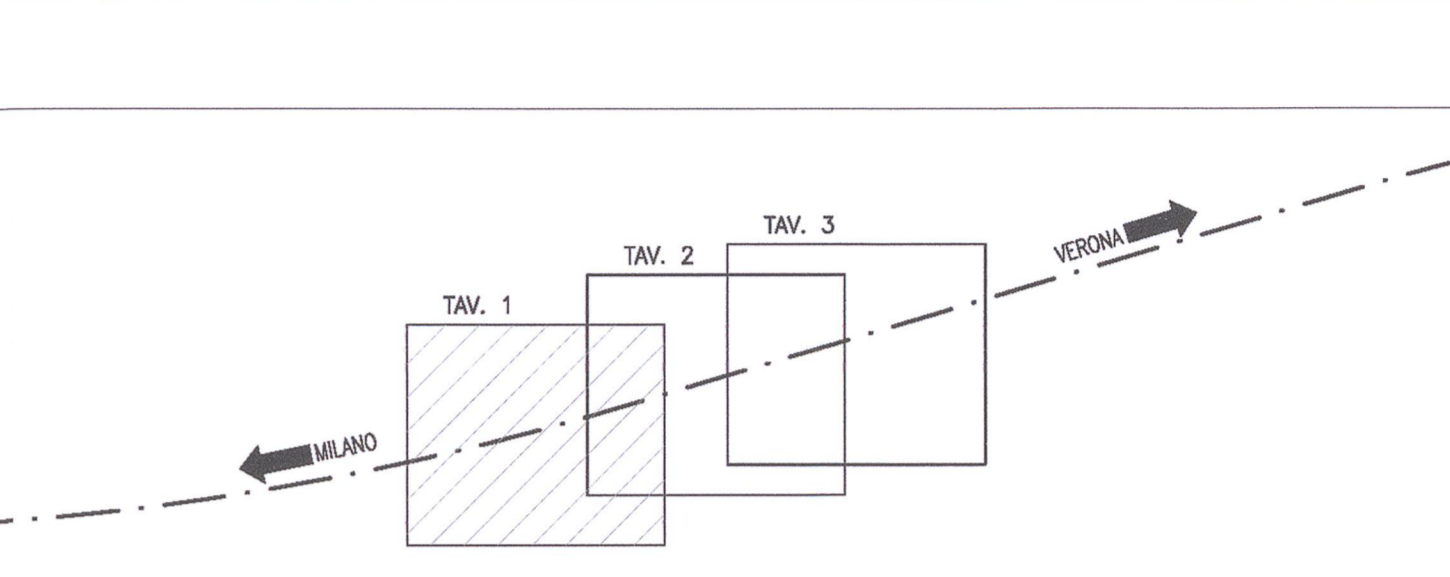 TAV. 3
VERONA
TAV. 2
TAV. 1
MILANO